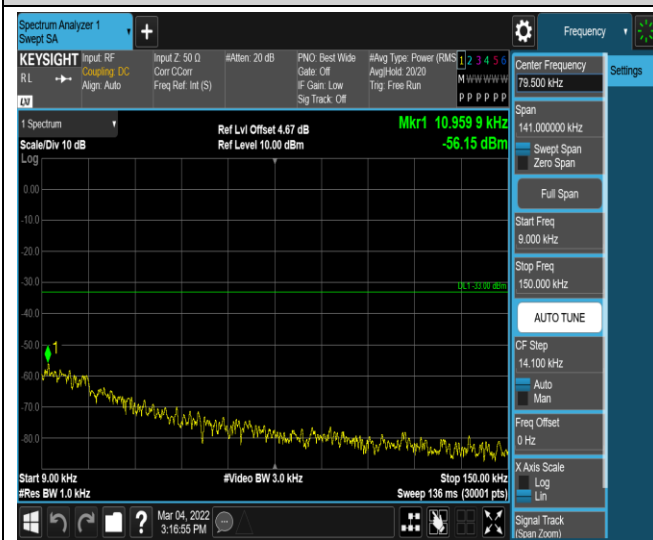 Spectrum Analyzer 1
Swept SA
+
Frequency
KEYSIGHT
RL
LXI
Input: RF
Coupling: DC
Align: Auto
Input Z: 50 Ω
Corr CCorr
Freq Ref: Int (S)
#Atten: 20 dB
PNO: Best Wide
Gate: Off
IF Gain: Low
Sig Track: Off
#Avg Type: Power (RMS
Avg|Hold: 20/20
Trig: Free Run
1 2 3 4 5 6
M W W W W W
P P P P P P
1 Spectrum
Scale/Div 10 dB
Log
Ref Lvl Offset 4.67 dB
Ref Level 10.00 dBm
Mkr1 10.959 9 kHz
-56.15 dBm
0.00
-10.0
-20.0
-30.0
-40.0
-50.0
-60.0
-70.0
-80.0
DL1 -33.00 dBm
1
Start 9.00 kHz
#Res BW 1.0 kHz
#Video BW 3.0 kHz
Stop 150.00 kHz
Sweep 136 ms (30001 pts)
?
Mar 04, 2022
3:16:55 PM
Center Frequency
79.500 kHz
Settings
Span
141.000000 kHz
Swept Span
Zero Span
Full Span
Start Freq
9.000 kHz
Stop Freq
150.000 kHz
AUTO TUNE
CF Step
14.100 kHz
Auto
Man
Freq Offset
0 Hz
X Axis Scale
Log
Lin
Signal Track
(Span Zoom)